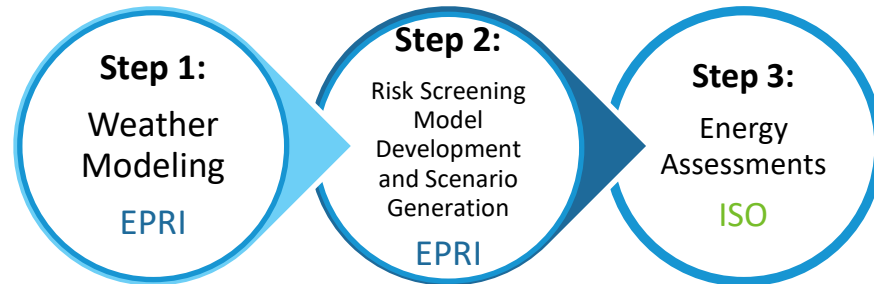 Step 1:
Weather
Modeling
EPRI
Step 2:
Risk Screening
Model
Development
and Scenario
Generation
EPRI
Step 3:
Energy
Assessments
ISO